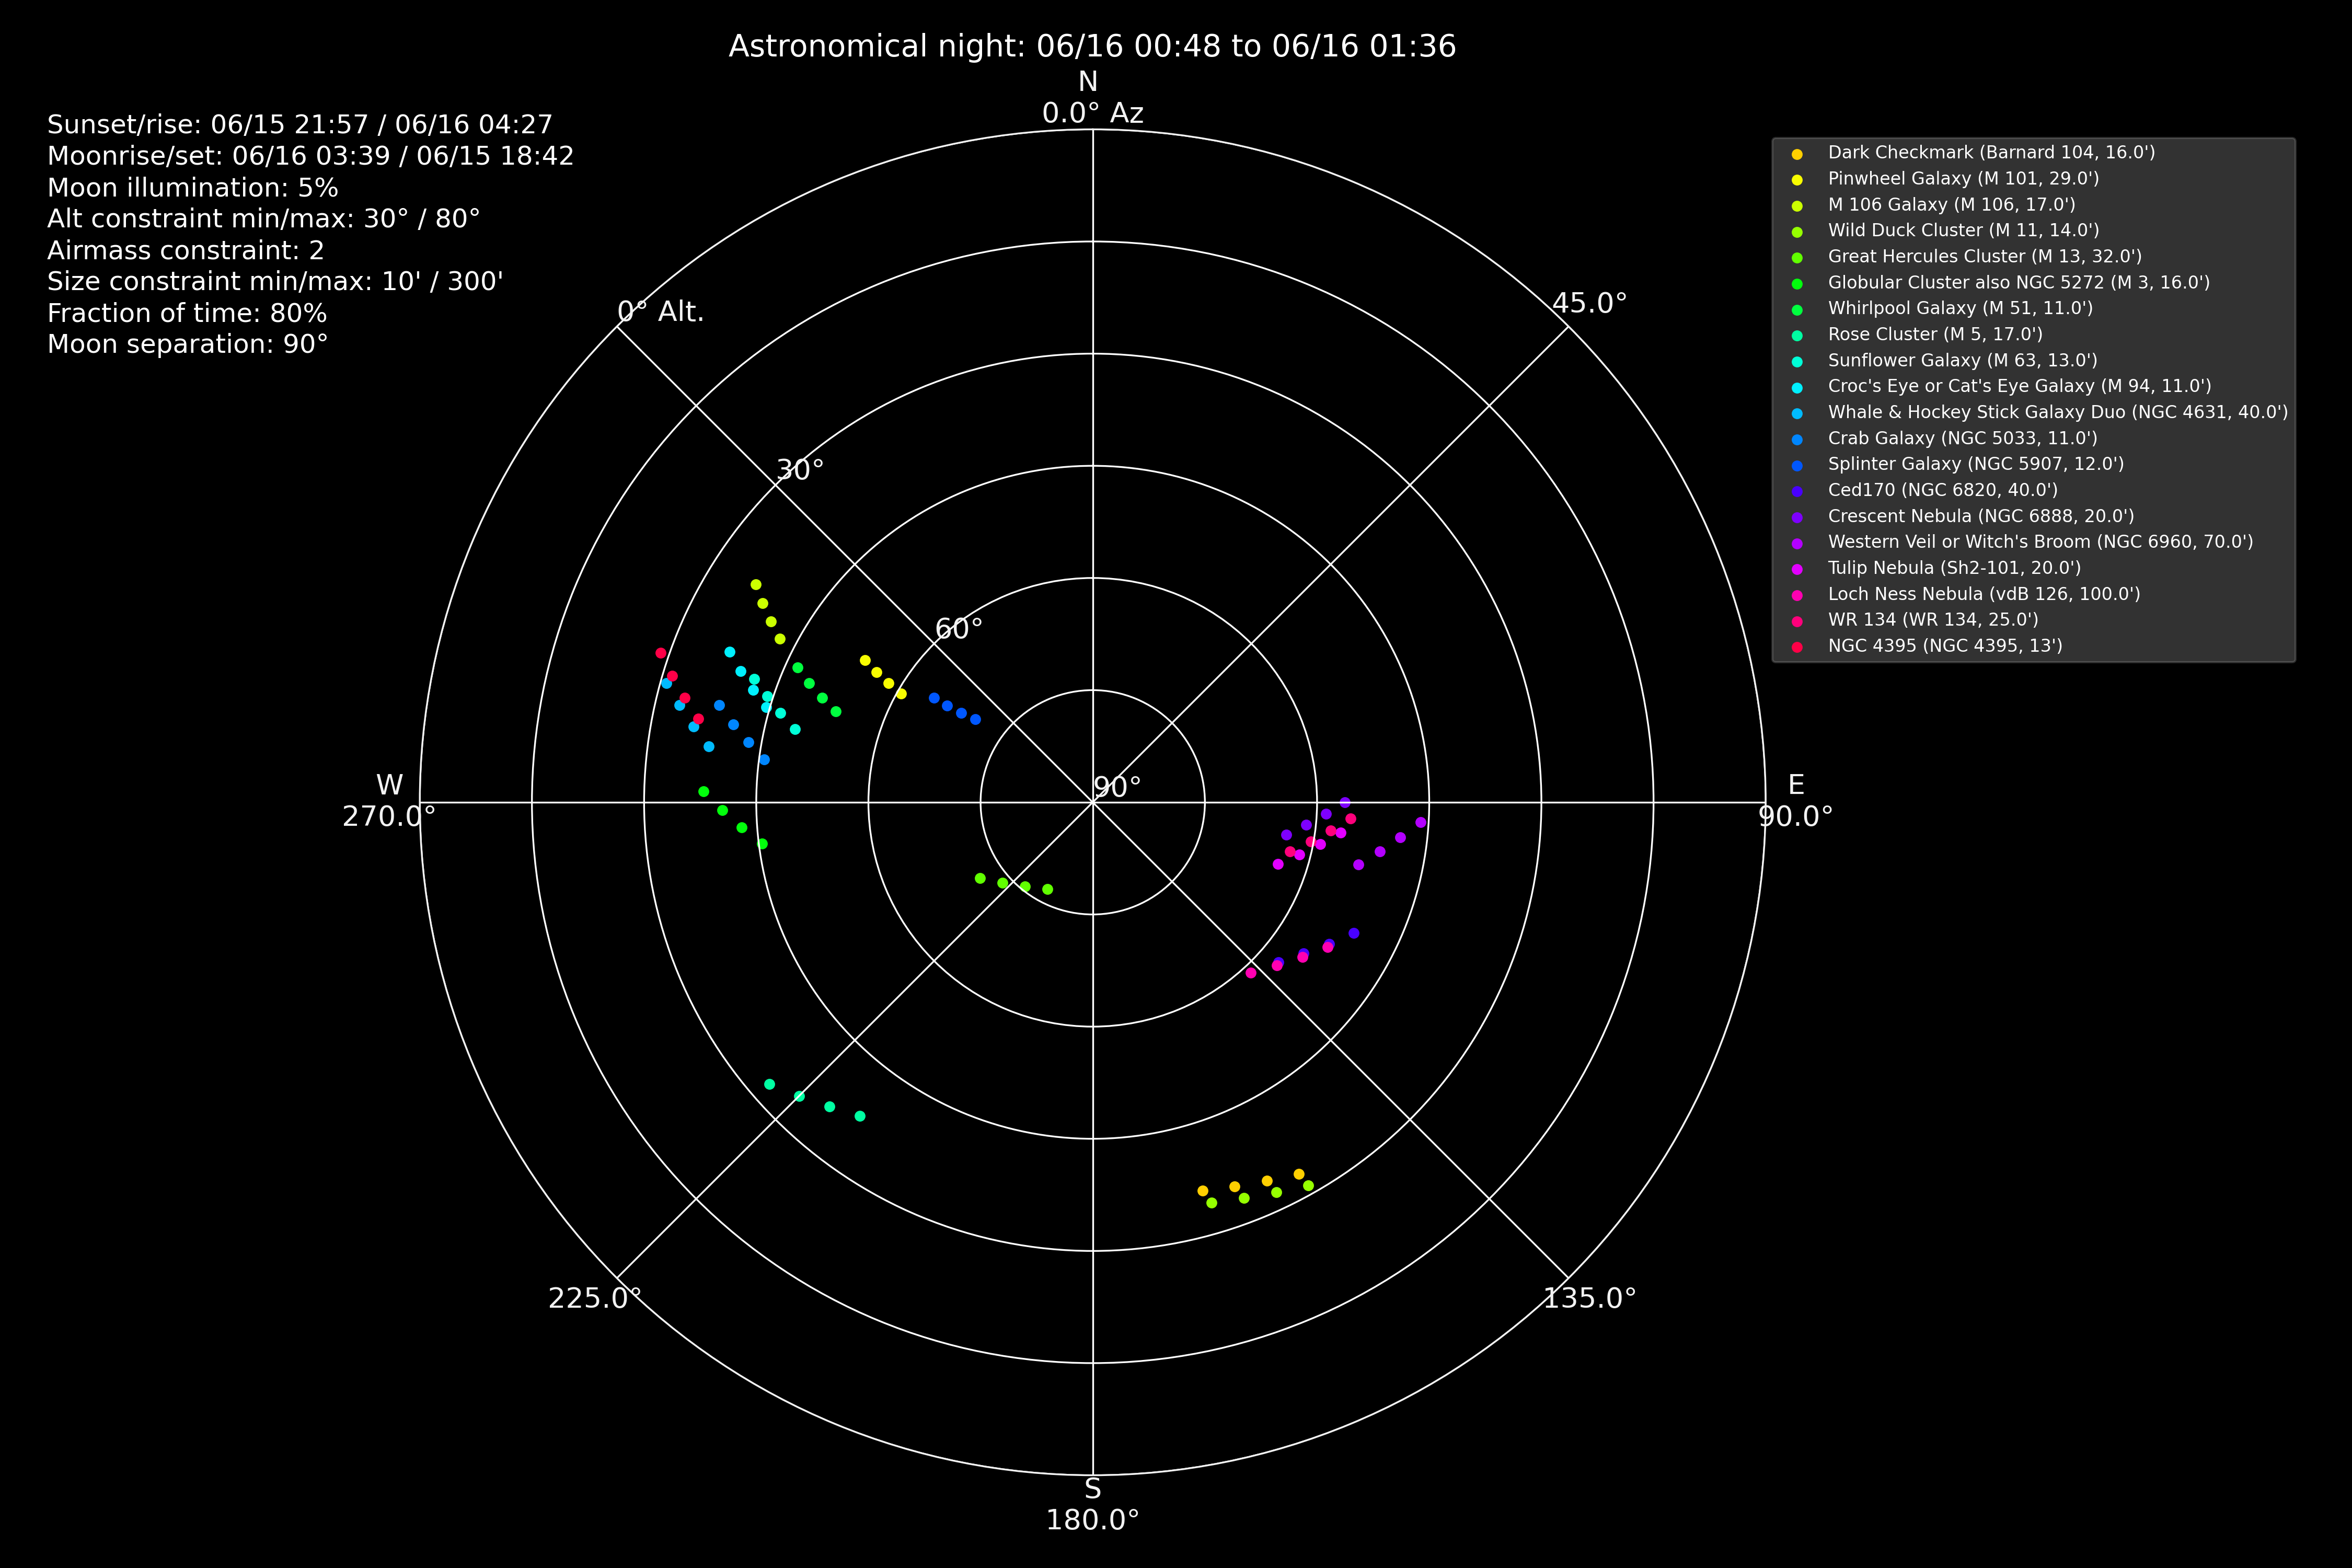 Astronomical night: 06/16 00:48 to 06/16 01:36
N
0.0° Az
Sunset/rise: 06/15 21:57 / 06/16 04:27
Moonrise/set: 06/16 03:39 / 06/15 18:42
Moon illumination: 5%
Alt constraint min/max: 30° / 80°
Airmass constraint: 2
Size constraint min/max: 10' / 300'
Fraction of time: 80%
Moon separation: 90°
Dark Checkmark (Barnard 104, 16.0')
Pinwheel Galaxy (M 101, 29.0')
M 106 Galaxy (M 106, 17.0')
Wild Duck Cluster (M 11, 14.0')
Great Hercules Cluster (M 13, 32.0')
Globular Cluster also NGC 5272 (M 3, 16.0')
Whirlpool Galaxy (M 51, 11.0')
Rose Cluster (M 5, 17.0')
Sunflower Galaxy (M 63, 13.0')
Croc's Eye or Cat's Eye Galaxy (M 94, 11.0')
Whale & Hockey Stick Galaxy Duo (NGC 4631, 40.0')
Crab Galaxy (NGC 5033, 11.0')
Splinter Galaxy (NGC 5907, 12.0')
Ced170 (NGC 6820, 40.0')
Crescent Nebula (NGC 6888, 20.0')
Western Veil or Witch's Broom (NGC 6960, 70.0')
Tulip Nebula (Sh2-101, 20.0')
Loch Ness Nebula (vdB 126, 100.0')
WR 134 (WR 134, 25.0')
NGC 4395 (NGC 4395, 13')
0° Alt.
45.0°
30°
60°
90°
W
270.0°
E
90.0°
225.0°
135.0°
S
180.0°